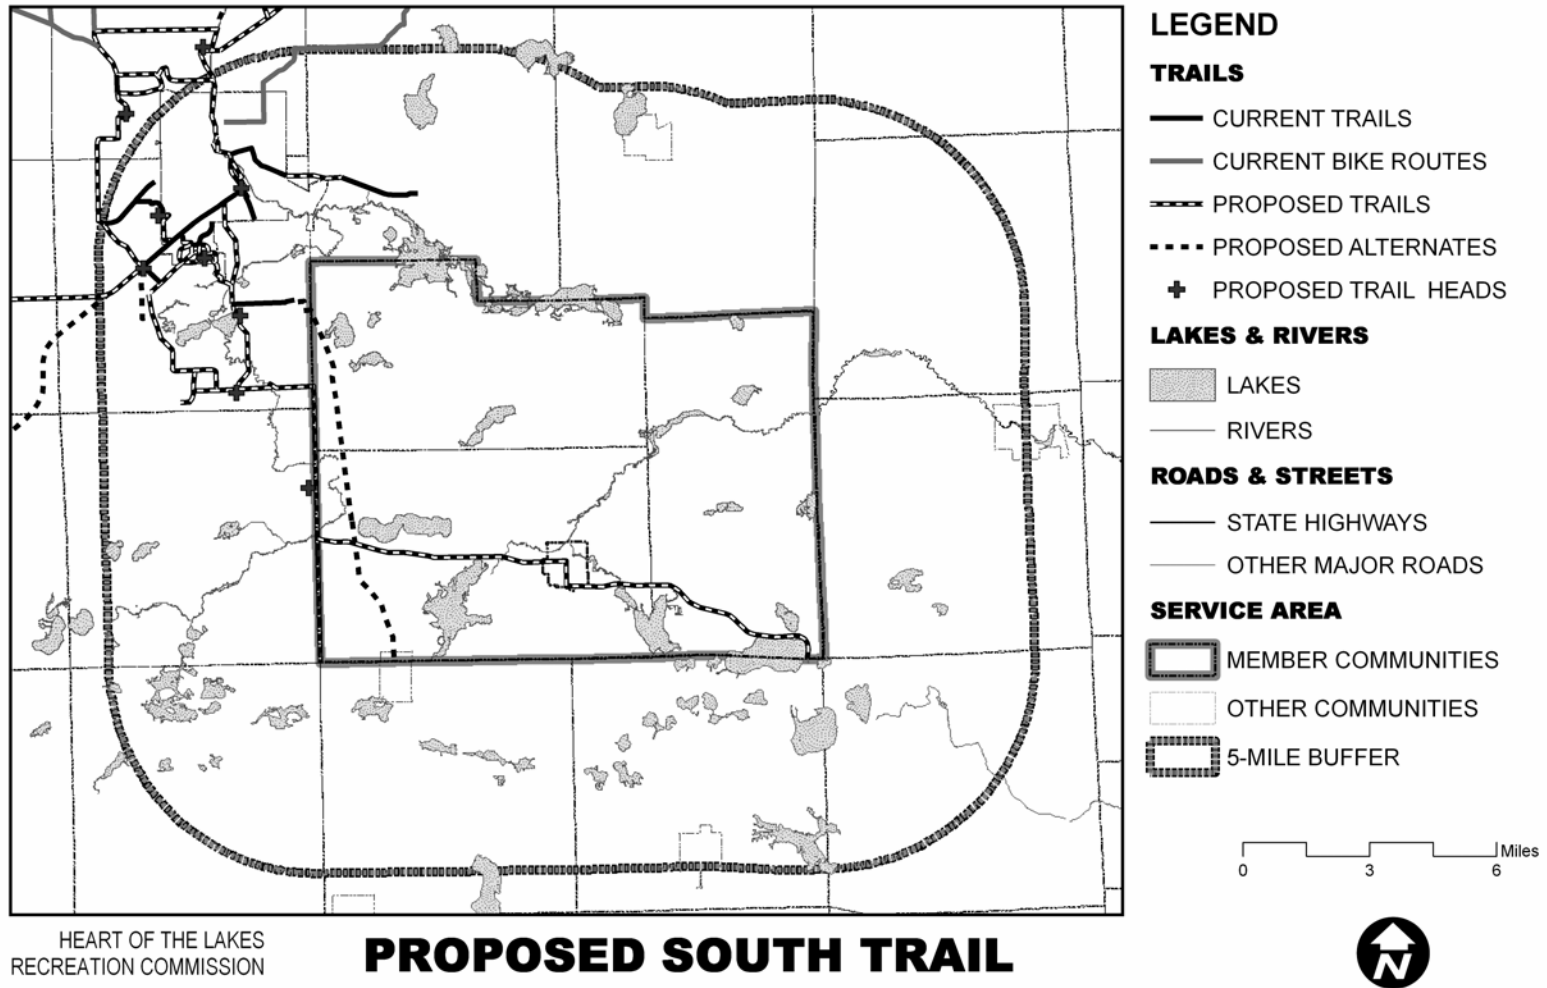 LEGEND
TRAILS
CURRENT TRAILS
CURRENT BIKE ROUTES
PROPOSED TRAILS
PROPOSED ALTERNATES
PROPOSED TRAIL HEADS
LAKES & RIVERS
LAKES
RIVERS
ROADS & STREETS
STATE HIGHWAYS
OTHER MAJOR ROADS
SERVICE AREA
MEMBER COMMUNITIES
OTHER COMMUNITIES
5-MILE BUFFER
Miles
0 3 6
HEART OF THE LAKES
RECREATION COMMISSION
PROPOSED SOUTH TRAIL
N